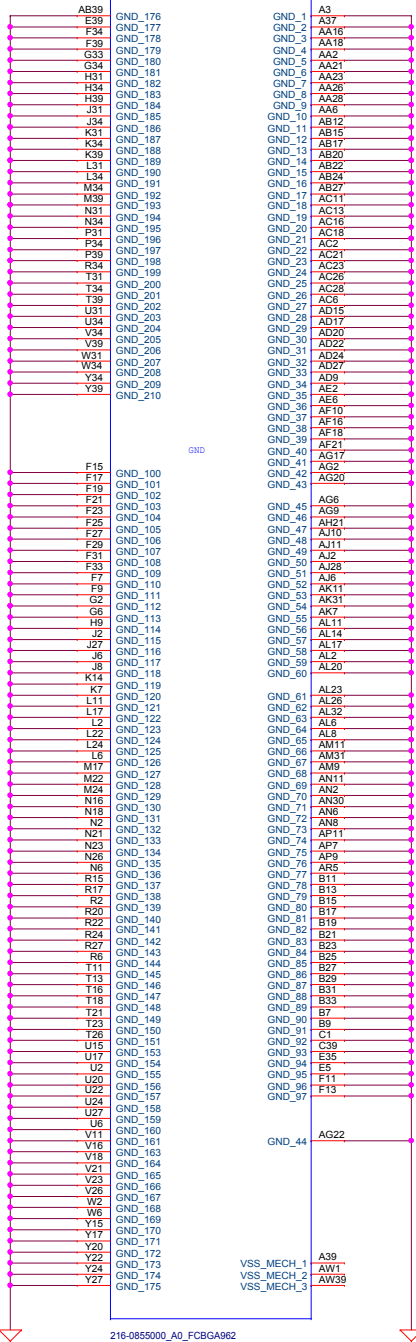 AB39 GND_176
E39 GND_177
F34 GND_178
F39 GND_179
G33 GND_180
G34 GND_181
H31 GND_182
H34 GND_183
H39 GND_184
J31 GND_185
J34 GND_186
K31 GND_187
K34 GND_188
K39 GND_189
L31 GND_190
L34 GND_191
M34 GND_192
M39 GND_193
N31 GND_194
N34 GND_195
P31 GND_196
P34 GND_197
P39 GND_198
R34 GND_199
T31 GND_200
T34 GND_201
T39 GND_202
U31 GND_203
U34 GND_204
V34 GND_205
V39 GND_206
W31 GND_207
W34 GND_208
Y34 GND_209
Y39 GND_210
GND
F15 GND_100
F17 GND_101
F19 GND_102
F21 GND_103
F23 GND_104
F25 GND_105
F27 GND_106
F29 GND_107
F31 GND_108
F33 GND_109
F7 GND_110
F9 GND_111
G2 GND_112
G6 GND_113
H9 GND_114
J2 GND_115
J27 GND_116
J6 GND_117
J8 GND_118
K14 GND_119
K7 GND_120
L11 GND_121
L17 GND_122
L2 GND_123
L22 GND_124
L24 GND_125
L6 GND_126
M17 GND_127
M22 GND_128
M24 GND_129
N16 GND_130
N18 GND_131
N2 GND_132
N21 GND_133
N23 GND_134
N26 GND_135
N6 GND_136
R15 GND_137
R17 GND_138
R2 GND_139
R20 GND_140
R22 GND_141
R24 GND_142
R27 GND_143
R6 GND_144
T11 GND_145
T13 GND_146
T16 GND_147
T18 GND_148
T21 GND_149
T23 GND_150
T26 GND_151
U15 GND_153
U17 GND_154
U2 GND_155
U20 GND_156
U22 GND_157
U24 GND_158
U27 GND_159
U6 GND_160
V11 GND_161
V16 GND_163
V18 GND_164
V21 GND_165
V23 GND_166
V26 GND_167
W2 GND_168
W6 GND_169
Y15 GND_170
Y17 GND_171
Y20 GND_172
Y22 GND_173
Y24 GND_174
Y27 GND_175
GND_1 A3
GND_2 A37
GND_3 AA16
GND_4 AA18
GND_5 AA2
GND_6 AA21
GND_7 AA23
GND_8 AA26
GND_9 AA28
GND_10 AA6
GND_11 AB12
GND_12 AB15
GND_13 AB17
GND_14 AB20
GND_15 AB22
GND_16 AB24
GND_17 AB27
GND_18 AC11
GND_19 AC13
GND_20 AC16
GND_21 AC18
GND_22 AC2
GND_23 AC21
GND_24 AC23
GND_25 AC26
GND_26 AC28
GND_27 AC6
GND_28 AD15
GND_29 AD17
GND_30 AD20
GND_31 AD22
GND_32 AD24
GND_33 AD27
GND_34 AD9
GND_35 AE2
GND_36 AE6
GND_37 AF10
GND_38 AF16
GND_39 AF18
GND_40 AF21
GND_41 AG17
GND_42 AG2
GND_43 AG20
GND_45 AG6
GND_46 AG9
GND_47 AH21
GND_48 AJ10
GND_49 AJ11
GND_50 AJ2
GND_51 AJ28
GND_52 AJ6
GND_53 AK11
GND_54 AK31
GND_55 AK7
GND_56 AL11
GND_57 AL14
GND_58 AL17
GND_59 AL2
GND_60 AL20
GND_61 AL23
GND_62 AL26
GND_63 AL32
GND_64 AL6
GND_65 AL8
GND_66 AM11
GND_67 AM31
GND_68 AM9
GND_69 AN11
GND_70 AN2
GND_71 AN30
GND_72 AN6
GND_73 AN8
GND_74 AP11
GND_75 AP7
GND_76 AP9
GND_77 AR5
GND_78 B11
GND_79 B13
GND_80 B15
GND_81 B17
GND_82 B19
GND_83 B21
GND_84 B23
GND_85 B25
GND_86 B27
GND_87 B29
GND_88 B31
GND_89 B33
GND_90 B7
GND_91 B9
GND_92 C1
GND_93 C39
GND_94 E35
GND_95 E5
GND_96 F11
GND_97 F13
GND_44 AG22
VSS_MECH_1 A39
VSS_MECH_2 AW1
VSS_MECH_3 AW39
216-0855000_A0_FCBGA962